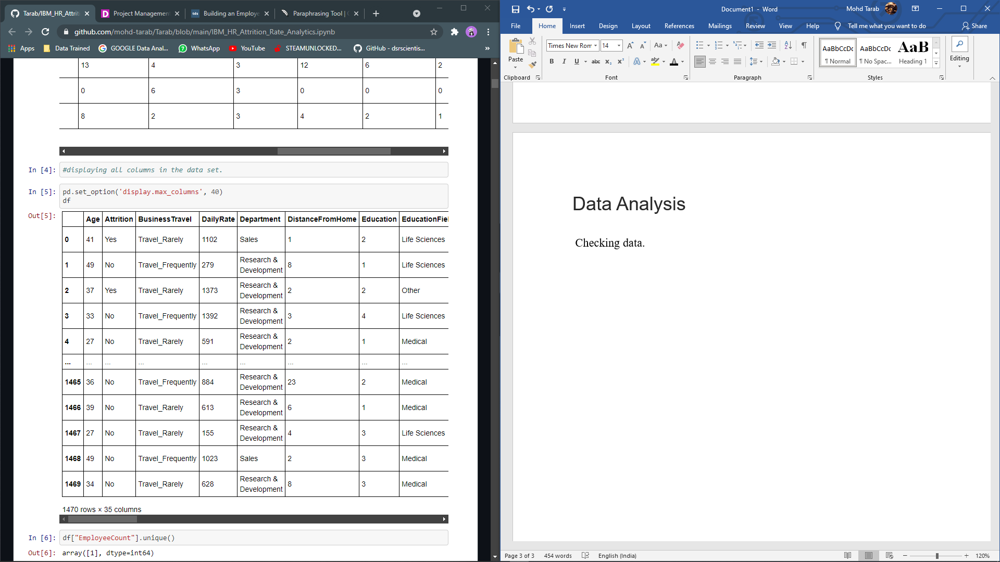 Tarab/IBM_HR_Attrit
Project Management
tds Building an Employe
Paraphrasing Tool |
github.com/mohd-tarab/Tarab/blob/main/IBM_HR_Attrition_Rate_Analytics.ipynb
Apps
Data Trained
GOOGLE Data Anal...
WhatsApp
YouTube
STEAMUNLOCKED...
GitHub - dsrscientis...
»
13 4 3 12 6 2
0 6 3 0 0 0
8 2 3 4 2 1
In [4]: #displaying all columns in the data set.
In [5]: pd.set_option('display.max_columns', 40)
df
Out[5]:
Age Attrition BusinessTravel DailyRate Department DistanceFromHome Education EducationFiel
0 41 Yes Travel_Rarely 1102 Sales 1 2 Life Sciences
1 49 No Travel_Frequently 279 Research & Development 8 1 Life Sciences
2 37 Yes Travel_Rarely 1373 Research & Development 2 2 Other
3 33 No Travel_Frequently 1392 Research & Development 3 4 Life Sciences
4 27 No Travel_Rarely 591 Research & Development 2 1 Medical
... ... ... ... ... ... ... ... ...
1465 36 No Travel_Frequently 884 Research & Development 23 2 Medical
1466 39 No Travel_Rarely 613 Research & Development 6 1 Medical
1467 27 No Travel_Rarely 155 Research & Development 4 3 Life Sciences
1468 49 No Travel_Frequently 1023 Sales 2 3 Medical
1469 34 No Travel_Rarely 628 Research & Development 8 3 Medical
1470 rows × 35 columns
In [6]: df["EmployeeCount"].unique()
Out[6]: array([1], dtype=int64)
Document1 - Word
Mohd Tarab
File Home Insert Design Layout References Mailings Review View Help Tell me what you want to do Share
Paste
Clipboard
Times New Ror 14
Aa
B I U abc x₂ x²
A
Font
Paragraph
AaBbCcDc
¶ Normal
AaBbCcDc
¶ No Spac...
AaB
Heading 1
Styles
Editing
Data Analysis
Checking data.
Page 3 of 3 454 words English (India) 120%